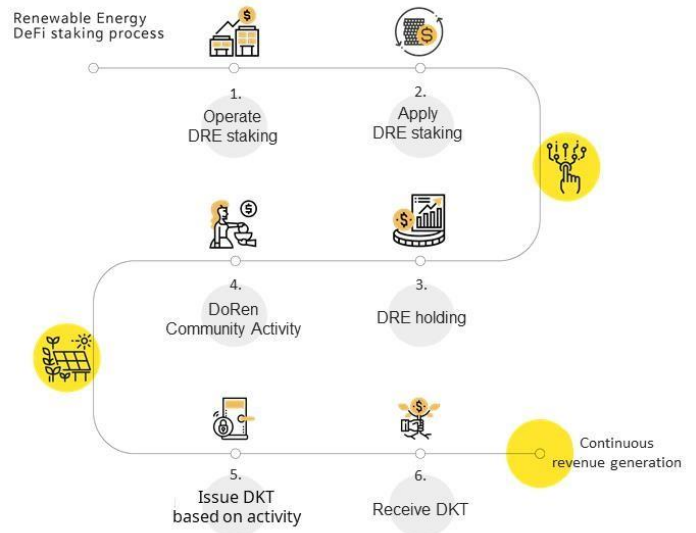 Renewable Energy
DeFi staking process
1.
Operate
DRE staking
2.
Apply
DRE staking
3.
DRE holding
4.
DoRen
Community Activity
5.
Issue DKT
based on activity
6.
Receive DKT
Continuous
revenue generation